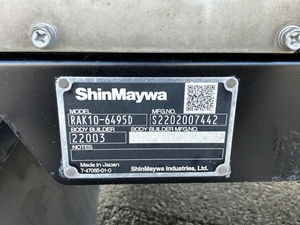 ShinMaywa
MODEL MFG.NO.
RAK10-6495D S2202007442
BODY BUILDER BODY BUILDER MFG.NO.
22003
NOTES
Made in Japan
7-47065-01-0 ShinMaywa Industries, Ltd.